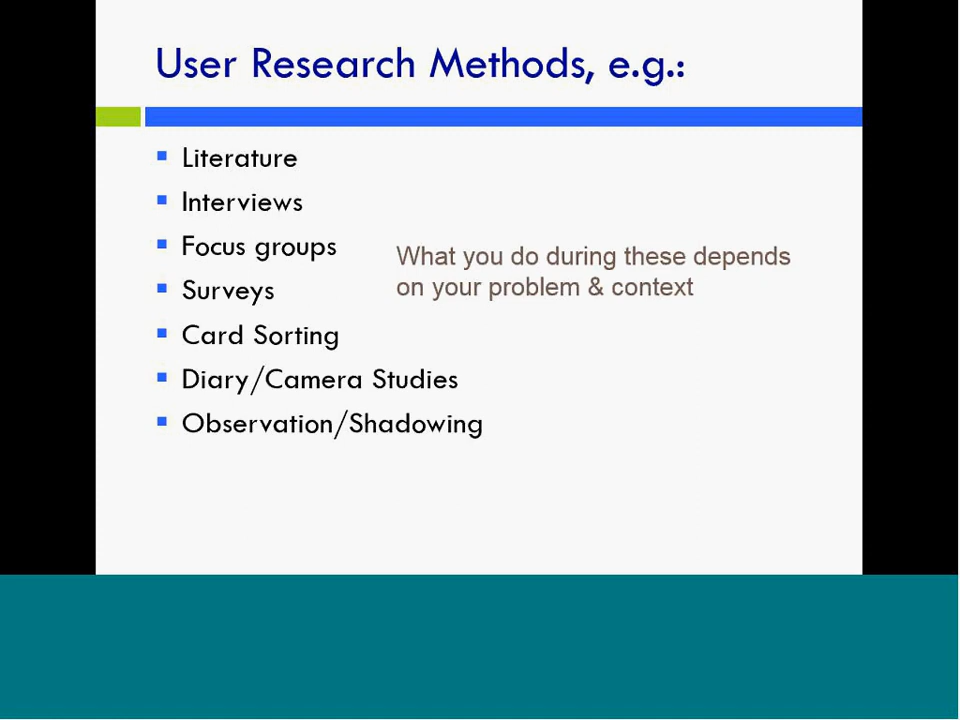 User Research Methods, e.g.:
Literature
Interviews
Focus groups
Surveys
Card Sorting
Diary/Camera Studies
Observation/Shadowing
What you do during these depends
on your problem & context